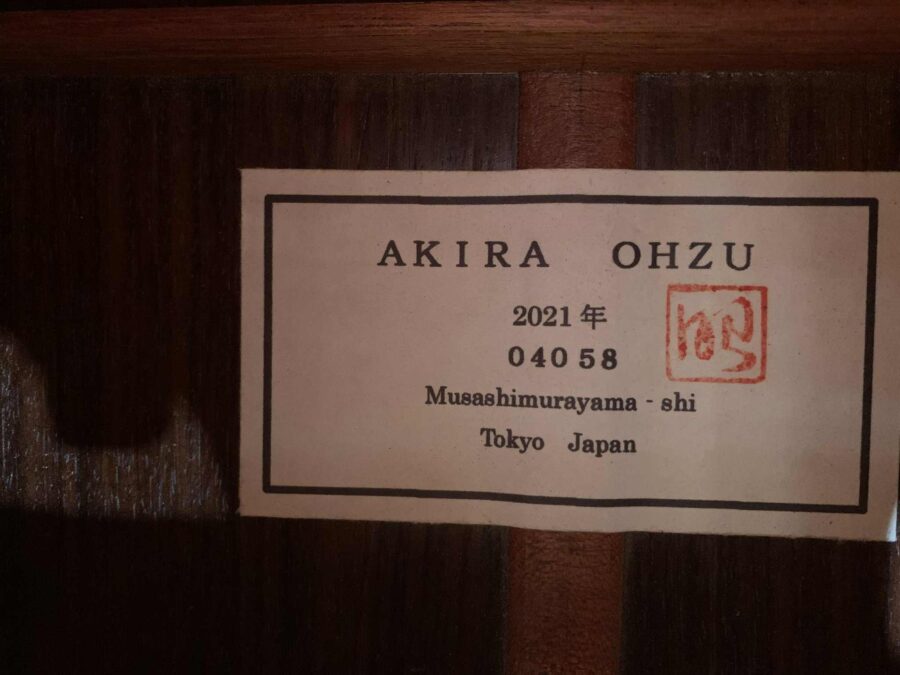 AKIRA OHZU
2021年
04058
Musashimurayama - shi
Tokyo Japan